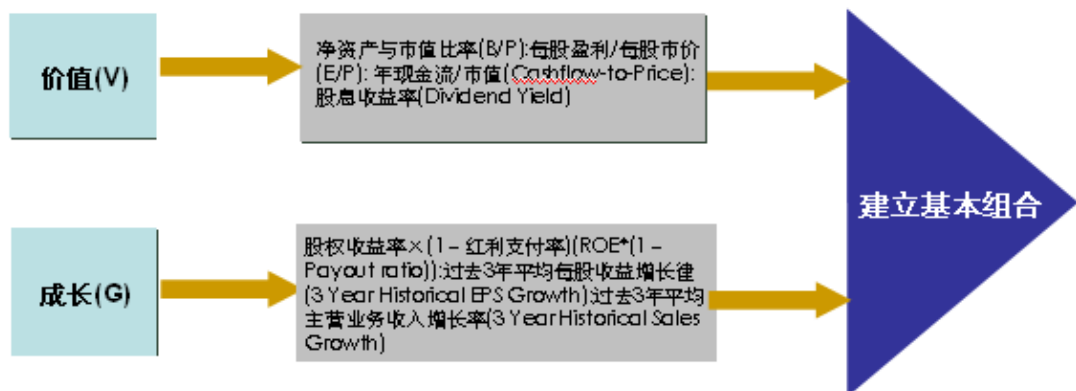 价值(V)
净资产与市值比率(B/P):每股盈利/每股市价
(E/P): 年现金流/市值(Cashflow-to-Price):
股息收益率(Dividend Yield)
建立基本组合
成长(G)
股权收益率×(1－红利支付率)(ROE*(1－
Payout ratio)):过去3年平均每股收益增长律
(3 Year Historical EPS Growth):过去3年平均
主营业务收入增长率(3 Year Historical Sales
Growth)